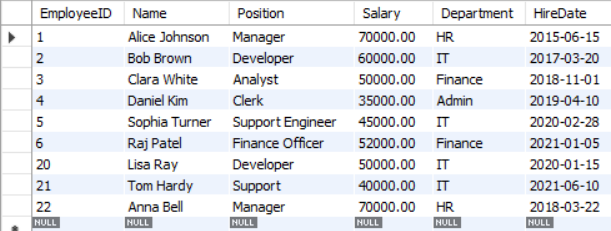 EmployeeID Name Position Salary Department HireDate
1 Alice Johnson Manager 70000.00 HR 2015-06-15
2 Bob Brown Developer 60000.00 IT 2017-03-20
3 Clara White Analyst 50000.00 Finance 2018-11-01
4 Daniel Kim Clerk 35000.00 Admin 2019-04-10
5 Sophia Turner Support Engineer 45000.00 IT 2020-02-28
6 Raj Patel Finance Officer 52000.00 Finance 2021-01-05
20 Lisa Ray Developer 50000.00 IT 2020-01-15
21 Tom Hardy Support 40000.00 IT 2021-06-10
22 Anna Bell Manager 70000.00 HR 2018-03-22
NULL NULL NULL NULL NULL NULL